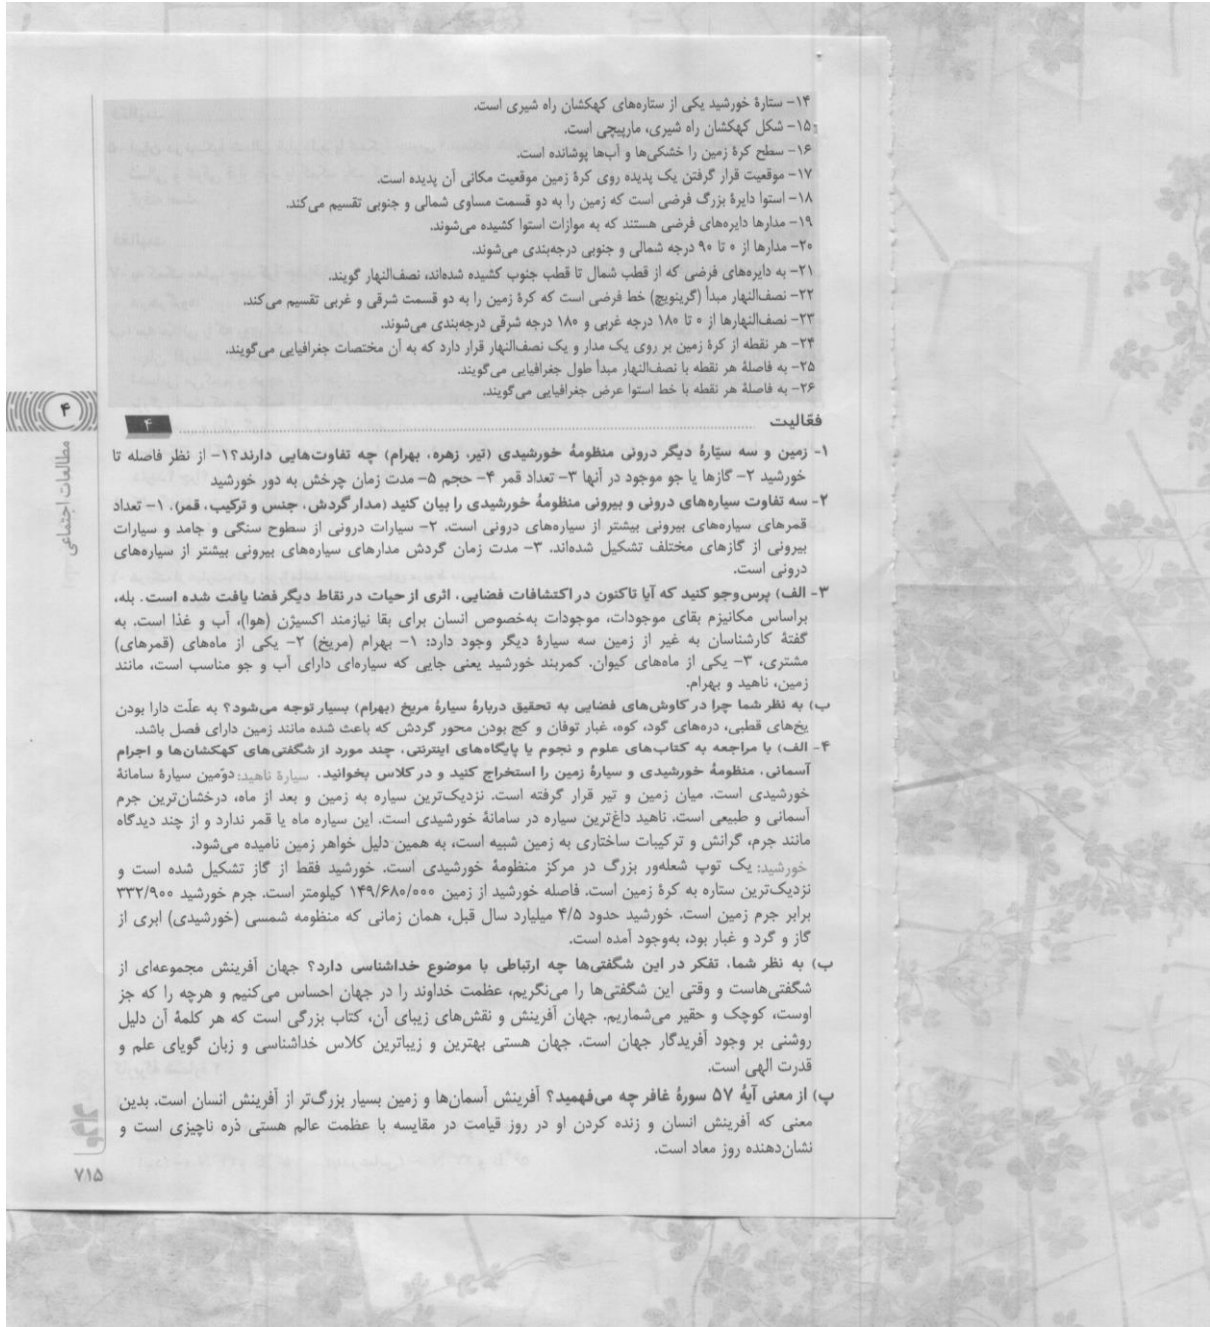 ۱۴- ستارهٔ خورشید یکی از ستاره‌های کهکشان راه شیری است.
۱۵- شکل کهکشان راه شیری، مارپیچی است.
۱۶- سطح کرهٔ زمین را خشکی‌ها و آب‌ها پوشانده است.
۱۷- موقعیت قرار گرفتن یک پدیده روی کرهٔ زمین موقعیت مکانی آن پدیده است.
۱۸- استوا دایرهٔ بزرگ فرضی است که زمین را به دو قسمت مساوی شمالی و جنوبی تقسیم می‌کند.
۱۹- مدارها دایره‌های فرضی هستند که به موازات استوا کشیده می‌شوند.
۲۰- مدارها از ۰ تا ۹۰ درجه شمالی و جنوبی درجه‌بندی می‌شوند.
۲۱- به دایره‌های فرضی که از قطب شمال تا قطب جنوب کشیده شده‌اند، نصف‌النهار گویند.
۲۲- نصف‌النهار مبدأ (گرینویچ) خط فرضی است که کرهٔ زمین را به دو قسمت شرقی و غربی تقسیم می‌کند.
۲۳- نصف‌النهارها از ۰ تا ۱۸۰ درجه غربی و ۱۸۰ درجه شرقی درجه‌بندی می‌شوند.
۲۴- هر نقطه از کرهٔ زمین بر روی یک مدار و یک نصف‌النهار قرار دارد که به آن مختصات جغرافیایی می‌گویند.
۲۵- به فاصلهٔ هر نقطه با نصف‌النهار مبدأ طول جغرافیایی می‌گویند.
۲۶- به فاصلهٔ هر نقطه با خط استوا عرض جغرافیایی می‌گویند.
فعّالیت ۴
۱- زمین و سه سیّارهٔ دیگر درونی منظومهٔ خورشیدی (تیر، زهره، بهرام) چه تفاوت‌هایی دارند؟ ۱- از نظر فاصله تا
خورشید ۲- گازها یا جو موجود در آنها ۳- تعداد قمر ۴- حجم ۵- مدت زمان چرخش به دور خورشید
۲- سه تفاوت سیاره‌های درونی و بیرونی منظومهٔ خورشیدی را بیان کنید (مدار گردش، جنس و ترکیب، قمر). ۱- تعداد
قمرهای سیاره‌های بیرونی بیشتر از سیاره‌های درونی است. ۲- سیارات درونی از سطوح سنگی و جامد و سیارات
بیرونی از گازهای مختلف تشکیل شده‌اند. ۳- مدت زمان گردش مدارهای سیاره‌های بیرونی بیشتر از سیاره‌های
درونی است.
۳- الف) پرس‌وجو کنید که آیا تاکنون در اکتشافات فضایی، اثری از حیات در نقاط دیگر فضا یافت شده است. بله،
براساس مکانیزم بقای موجودات، موجودات به‌خصوص انسان برای بقا نیازمند اکسیژن (هوا)، آب و غذا است. به
گفتهٔ کارشناسان به غیر از زمین سه سیارهٔ دیگر وجود دارد: ۱- بهرام (مریخ) ۲- یکی از ماه‌های (قمرهای)
مشتری، ۳- یکی از ماه‌های کیوان. کمربند خورشید یعنی جایی که سیاره‌ای دارای آب و جو مناسب است، مانند
زمین، ناهید و بهرام.
ب) به نظر شما چرا در کاوش‌های فضایی به تحقیق دربارهٔ سیارهٔ مریخ (بهرام) بسیار توجه می‌شود؟ به علّت دارا بودن
یخ‌های قطبی، دره‌های گود، کوه، غبار توفان و کج بودن محور گردش که باعث شده مانند زمین دارای فصل باشد.
۴- الف) با مراجعه به کتاب‌های علوم و نجوم یا پایگاه‌های اینترنتی، چند مورد از شگفتی‌های کهکشان‌ها و اجرام
آسمانی، منظومهٔ خورشیدی و سیارهٔ زمین را استخراج کنید و در کلاس بخوانید. سیارهٔ ناهید: دوّمین سیارهٔ سامانهٔ
خورشیدی است. میان زمین و تیر قرار گرفته است. نزدیک‌ترین سیاره به زمین و بعد از ماه، درخشان‌ترین جرم
آسمانی و طبیعی است. ناهید داغ‌ترین سیاره در سامانهٔ خورشیدی است. این سیاره ماه یا قمر ندارد و از چند دیدگاه
مانند جرم، گرانش و ترکیبات ساختاری به زمین شبیه است، به همین دلیل خواهر زمین نامیده می‌شود.
خورشید: یک توپ شعله‌ور بزرگ در مرکز منظومهٔ خورشیدی است. خورشید فقط از گاز تشکیل شده است و
نزدیک‌ترین ستاره به کرهٔ زمین است. فاصله خورشید از زمین ۱۴۹/۶۸۰/۰۰۰ کیلومتر است. جرم خورشید ۳۳۲/۹۰۰
برابر جرم زمین است. خورشید حدود ۴/۵ میلیارد سال قبل، همان زمانی که منظومه شمسی (خورشیدی) ابری از
گاز و گرد و غبار بود، به‌وجود آمده است.
ب) به نظر شما، تفکر در این شگفتی‌ها چه ارتباطی با موضوع خداشناسی دارد؟ جهان آفرینش مجموعه‌ای از
شگفتی‌هاست و وقتی این شگفتی‌ها را می‌نگریم، عظمت خداوند را در جهان احساس می‌کنیم و هرچه را که جز
اوست، کوچک و حقیر می‌شماریم. جهان آفرینش و نقش‌های زیبای آن، کتاب بزرگی است که هر کلمهٔ آن دلیل
روشنی بر وجود آفریدگار جهان است. جهان هستی بهترین و زیباترین کلاس خداشناسی و زبان گویای علم و
قدرت الهی است.
پ) از معنی آیهٔ ۵۷ سورهٔ غافر چه می‌فهمید؟ آفرینش آسمان‌ها و زمین بسیار بزرگ‌تر از آفرینش انسان است. بدین
معنی که آفرینش انسان و زنده کردن او در روز قیامت در مقایسه با عظمت عالم هستی ذره ناچیزی است و
نشان‌دهنده روز معاد است.
۴
مطالعات اجتماعی
گاج
۷۱۵